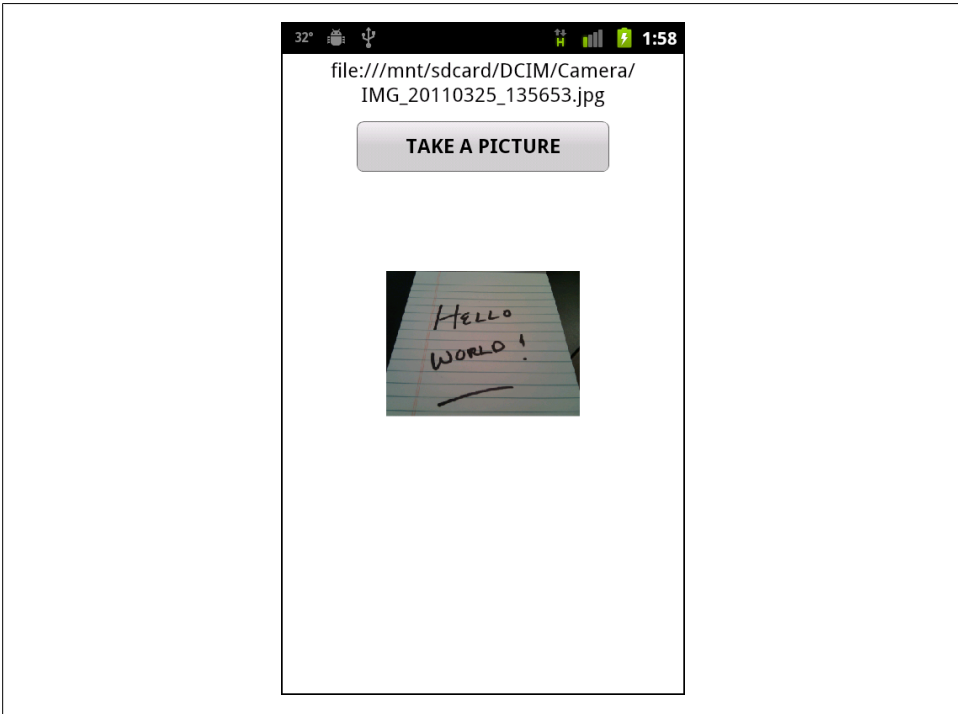 32° H 1:58
file:///mnt/sdcard/DCIM/Camera/
IMG_20110325_135653.jpg
TAKE A PICTURE
HELLO
WORLD!